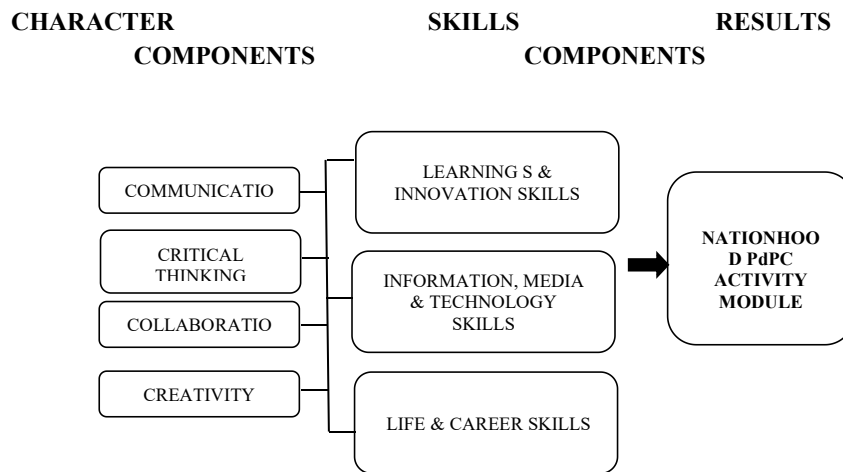 CHARACTER SKILLS RESULTS
COMPONENTS COMPONENTS
COMMUNICATIO
CRITICAL
THINKING
COLLABORATIO
CREATIVITY
LEARNING S &
INNOVATION SKILLS
INFORMATION, MEDIA
& TECHNOLOGY
SKILLS
LIFE & CAREER SKILLS
NATIONHOO
D PdPC
ACTIVITY
MODULE